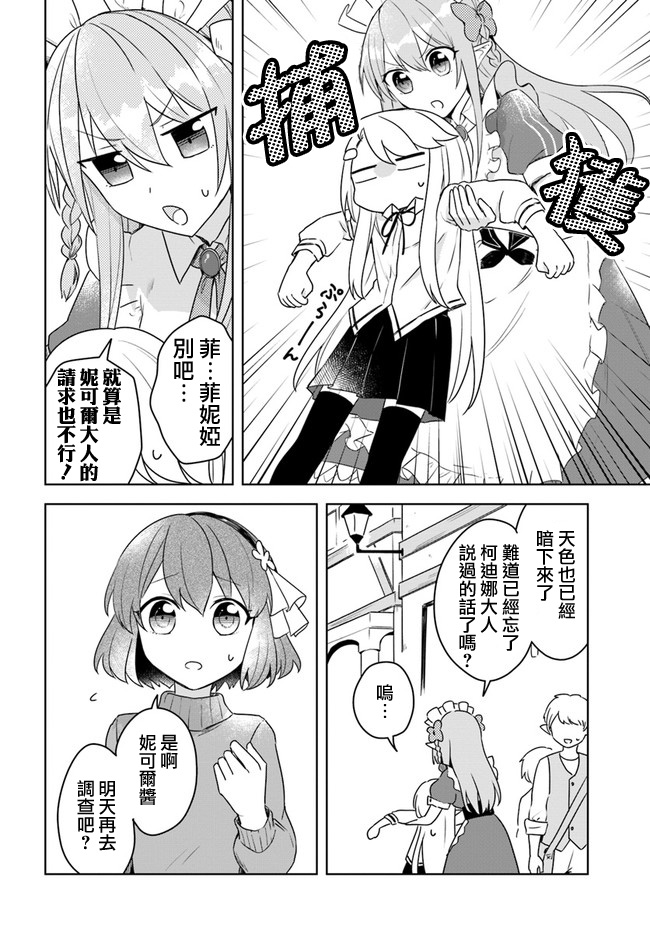 捕
獲
〜〜ぷら
菲…菲妮婭
別吧…
就算是
妮可爾大人的
請求也不行！
天色也已經
暗下來了
難道已經忘了
柯迪娜大人
説過的話了嗎？
嗚…
是啊
妮可爾醬
明天再去
調查吧？